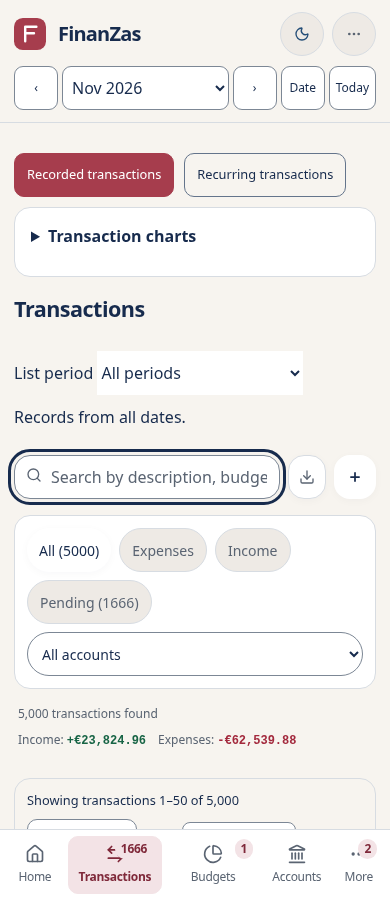 FinanZas
‹ Nov 2026 › Date Today
Recorded transactions Recurring transactions
Transaction charts
Transactions
List period All periods
Records from all dates.
Search by description, budge
All (5000) Expenses Income
Pending (1666)
All accounts
5,000 transactions found
Income: +€23,824.96 Expenses: -€62,539.88
Showing transactions 1–50 of 5,000
1666 1 2
Home Transactions Budgets Accounts More